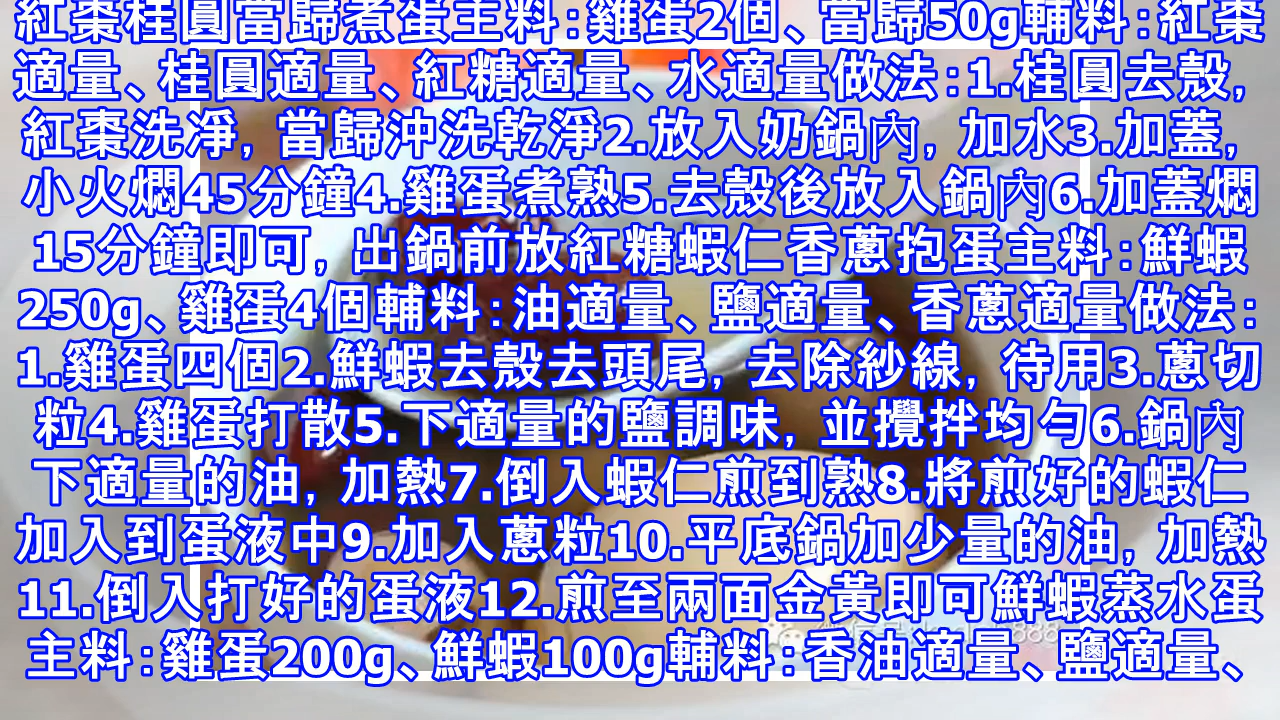 紅棗桂圓當歸煮蛋主料:雞蛋2個、當歸50g輔料:紅棗
適量、桂圓適量、紅糖適量、水適量做法:1.桂圓去殼,
紅棗洗淨, 當歸沖洗乾淨2.放入奶鍋內, 加水3.加蓋,
小火燜45分鐘4.雞蛋煮熟5.去殼後放入鍋內6.加蓋燜
15分鐘即可, 出鍋前放紅糖蝦仁香蔥抱蛋主料:鮮蝦
250g、雞蛋4個輔料:油適量、鹽適量、香蔥適量做法:
1.雞蛋四個2.鮮蝦去殼去頭尾, 去除紗線, 待用3.蔥切
粒4.雞蛋打散5.下適量的鹽調味, 並攪拌均勻6.鍋內
下適量的油, 加熱7.倒入蝦仁煎到熟8.將煎好的蝦仁
加入到蛋液中9.加入蔥粒10.平底鍋加少量的油, 加熱
11.倒入打好的蛋液12.煎至兩面金黃即可鮮蝦蒸水蛋
主料:雞蛋200g、鮮蝦100g輔料:香油適量、鹽適量、